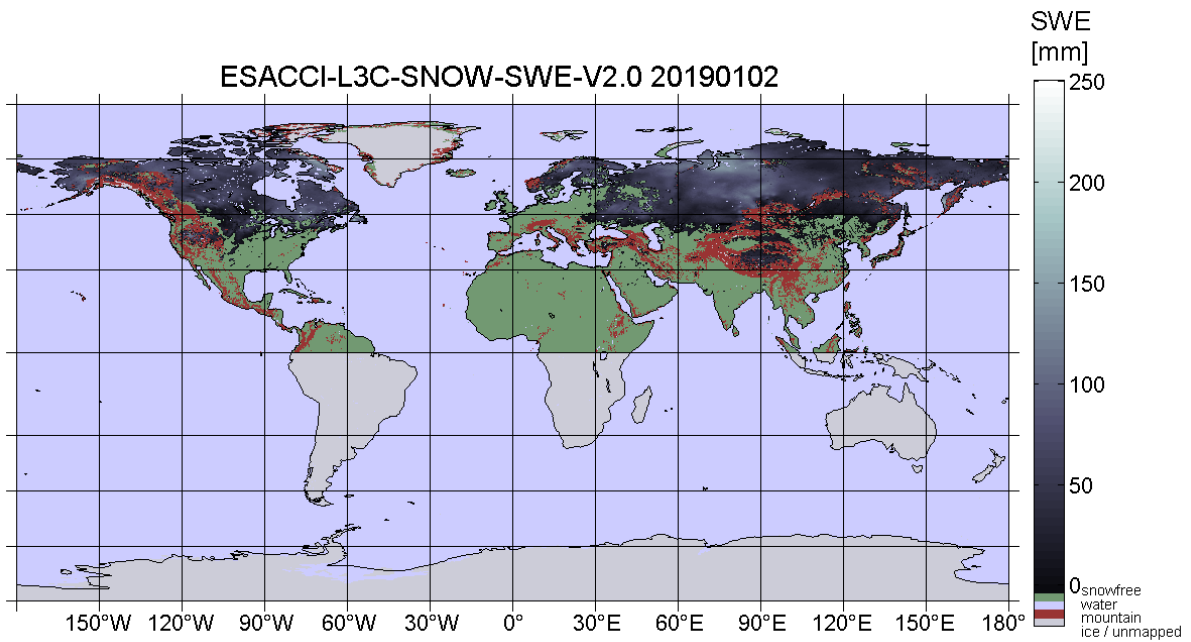 SWE
[mm]
ESACCI-L3C-SNOW-SWE-V2.0 20190102
250
200
150
100
50
0
snowfree
water
mountain
ice / unmapped
150°W 120°W 90°W 60°W 30°W 0° 30°E 60°E 90°E 120°E 150°E 180°